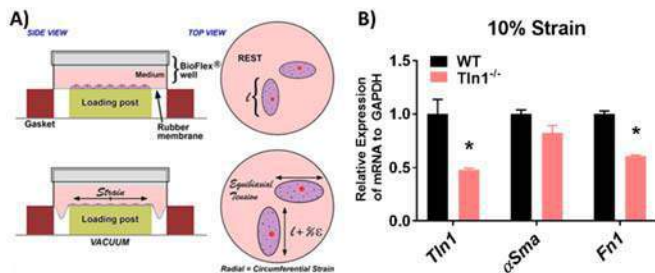 A)
SIDE VIEW
TOP VIEW
BioFlex®
well
Medium
Loading post
Gasket
Rubber
membrane
REST
ℓ
Strain
Loading post
VACUUM
Equibiaxial
Tension
ℓ + %ε
Radial = Circumferential Strain
B)
10% Strain
WT
Tln1-/-
Relative Expression
of mRNA to GAPDH
1.5
1.0
0.5
0.0
*
*
Tln1
αSma
Fn1